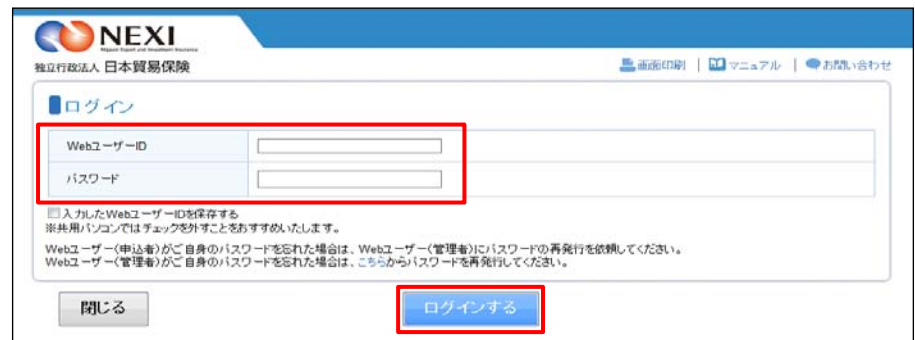 NEXI
Nippon Export and Investment Insurance
独立行政法人 日本貿易保険
画面印刷 | マニュアル | お問い合わせ
ログイン
WebユーザーID
パスワード
入力したWebユーザーIDを保存する
※共用パソコンではチェックを外すことをおすすめいたします。
Webユーザー(申込者)がご自身のパスワードを忘れた場合は、Webユーザー(管理者)にパスワードの再発行を依頼してください。
Webユーザー(管理者)がご自身のパスワードを忘れた場合は、こちらからパスワードを再発行してください。
閉じる
ログインする